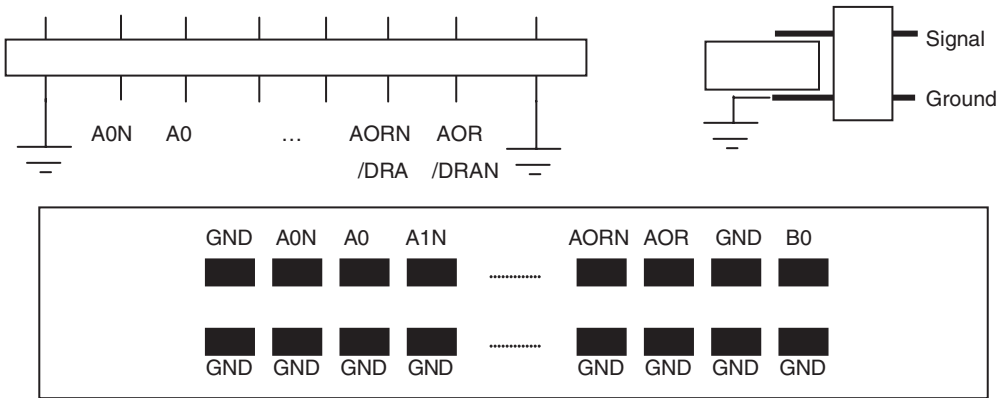 Signal
Ground
A0N A0 ... AORN AOR
/DRA /DRAN
GND A0N A0 A1N AORN AOR GND B0
GND GND GND GND GND GND GND GND